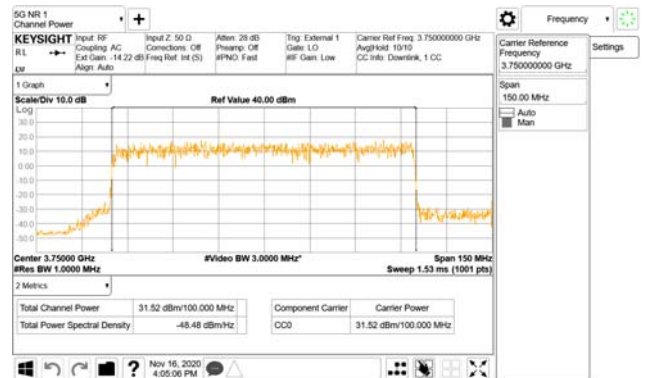 5G NR 1
Channel Power
+
Frequency
KEYSIGHT
RL
Input: RF
Coupling: AC
Ext Gain: -14.22 dB
Align: Auto
Input Z: 50 Ω
Corrections: Off
Freq Ref: Int (S)
Atten: 28 dB
Preamp: Off
#PNO: Fast
Trig: External 1
Gate: LO
#IF Gain: Low
Carrier Ref Freq: 3.750000000 GHz
Avg|Hold: 10/10
CC Info: Downlink, 1 CC
Carrier Reference
Frequency
3.750000000 GHz
Settings
Span
150.00 MHz
Auto
Man
1 Graph
Scale/Div 10.0 dB
Ref Value 40.00 dBm
Log
30.0
20.0
10.0
0.00
-10.0
-20.0
-30.0
-40.0
-50.0
Center 3.75000 GHz
#Video BW 3.0000 MHz*
Span 150 MHz
#Res BW 1.0000 MHz
Sweep 1.53 ms (1001 pts)
2 Metrics
Total Channel Power 31.52 dBm/100.000 MHz
Total Power Spectral Density -48.48 dBm/Hz
Component Carrier Carrier Power
CC0 31.52 dBm/100.000 MHz
?
Nov 16, 2020
4:05:06 PM